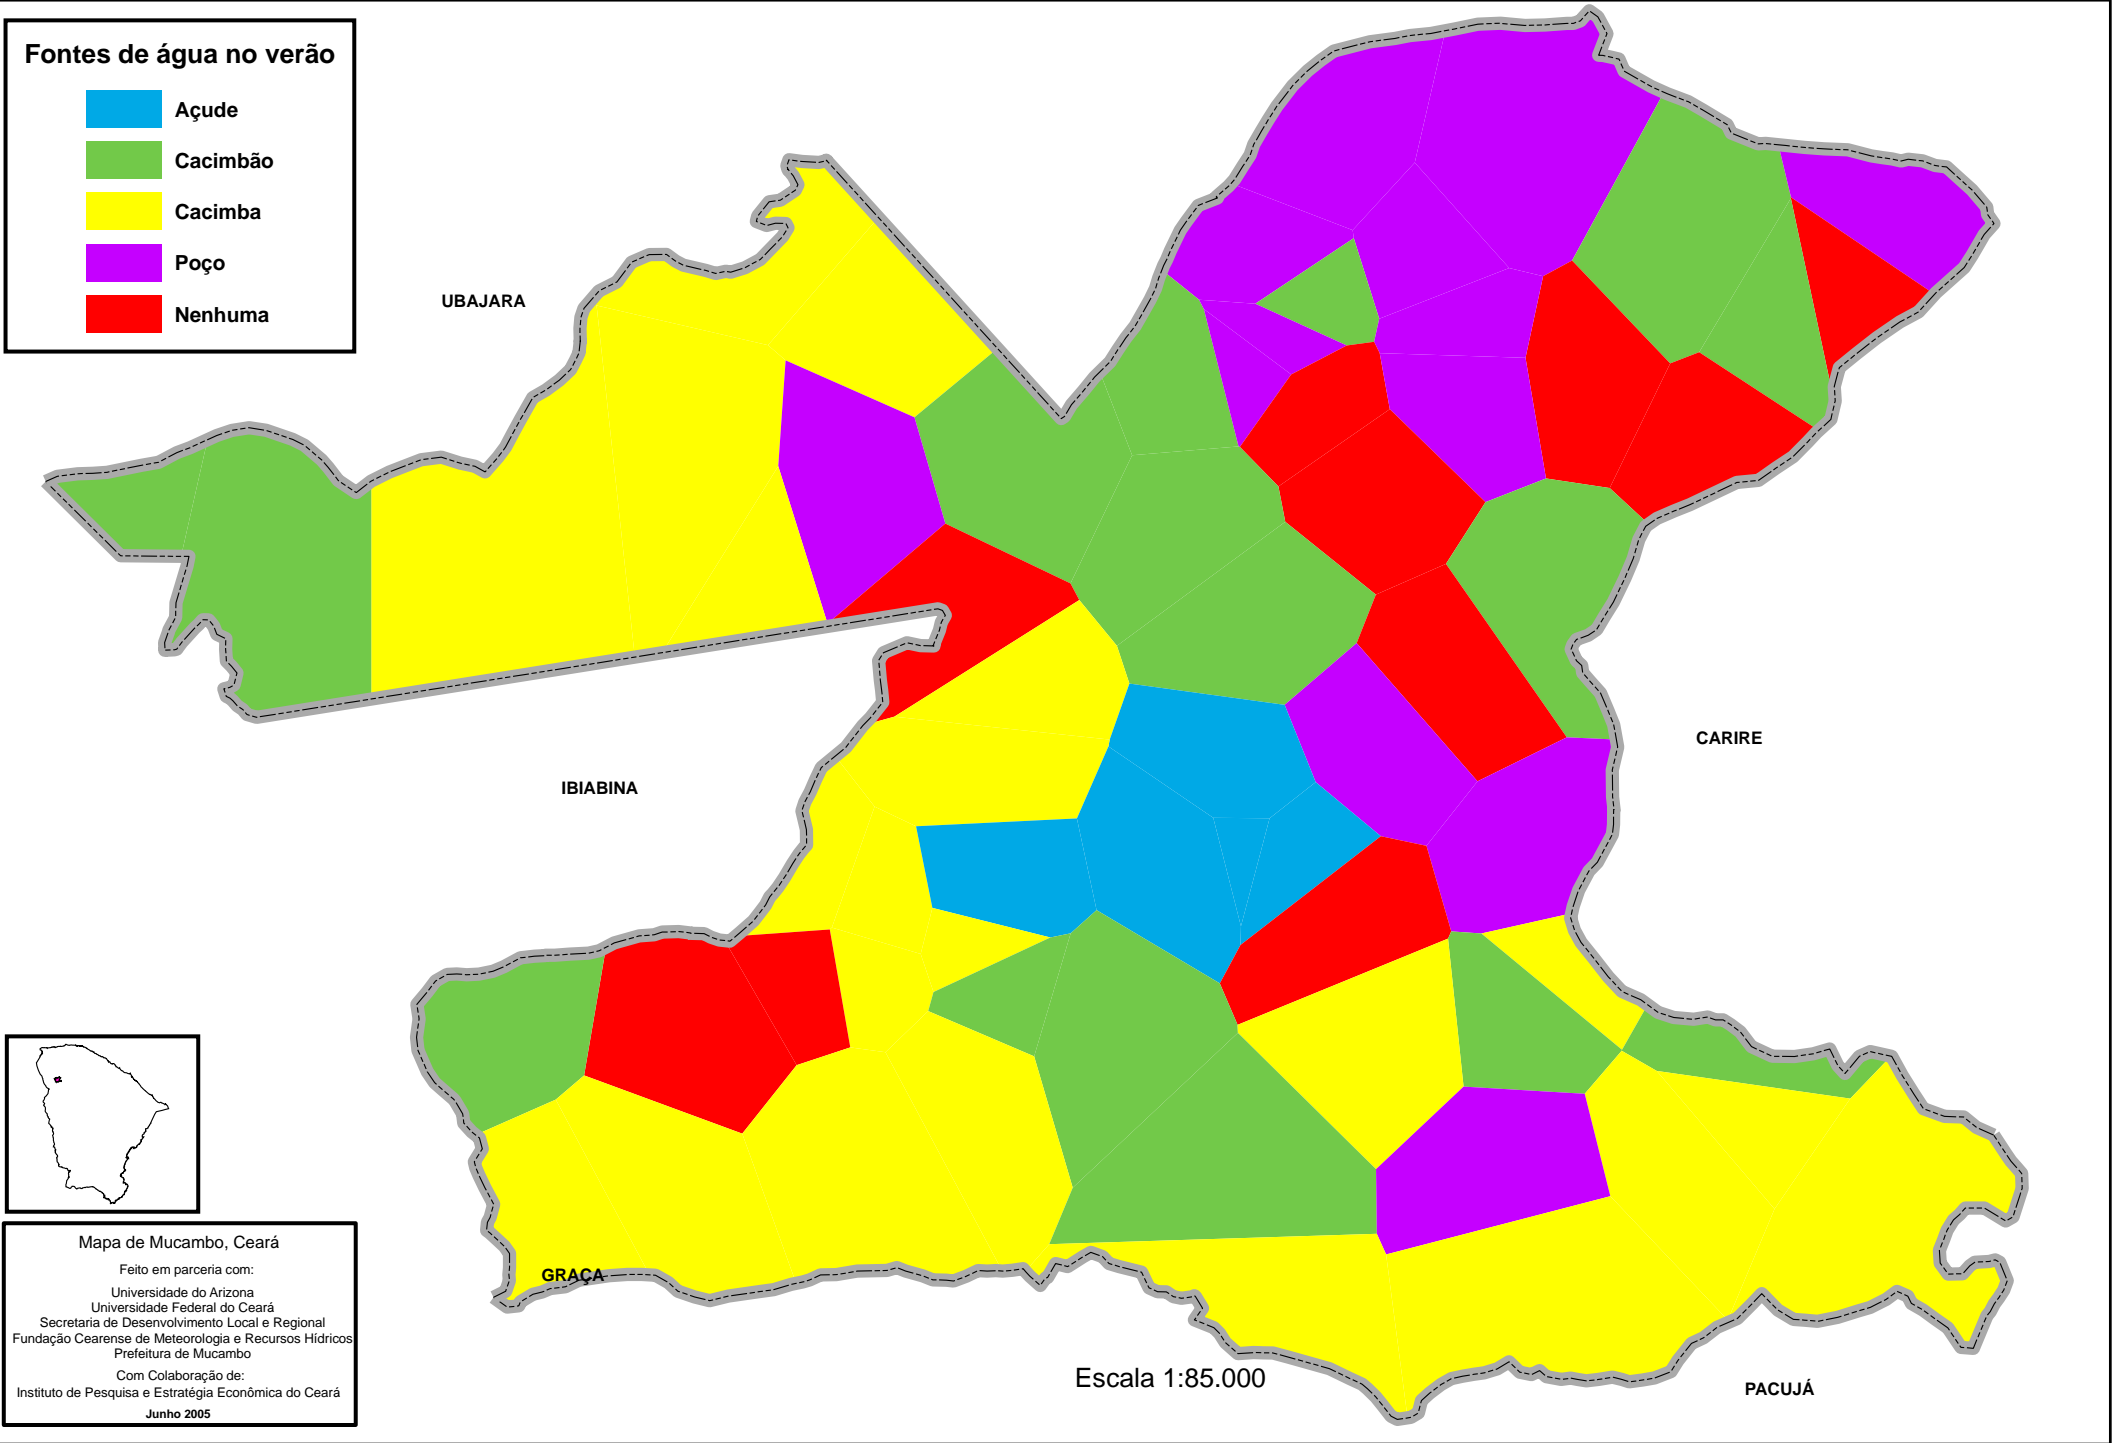 Fontes de água no verão
Açude
Cacimbão
Cacimba
Poço
Nenhuma
UBAJARA
CARIRE
IBIABINA
GRAÇA
PACUJÁ
Escala 1:85.000
Mapa de Mucambo, Ceará
Feito em parceria com:
Universidade do Arizona
Universidade Federal do Ceará
Secretaria de Desenvolvimento Local e Regional
Fundação Cearense de Meteorologia e Recursos Hídricos
Prefeitura de Mucambo
Com Colaboração de:
Instituto de Pesquisa e Estratégia Econômica do Ceará
Junho 2005